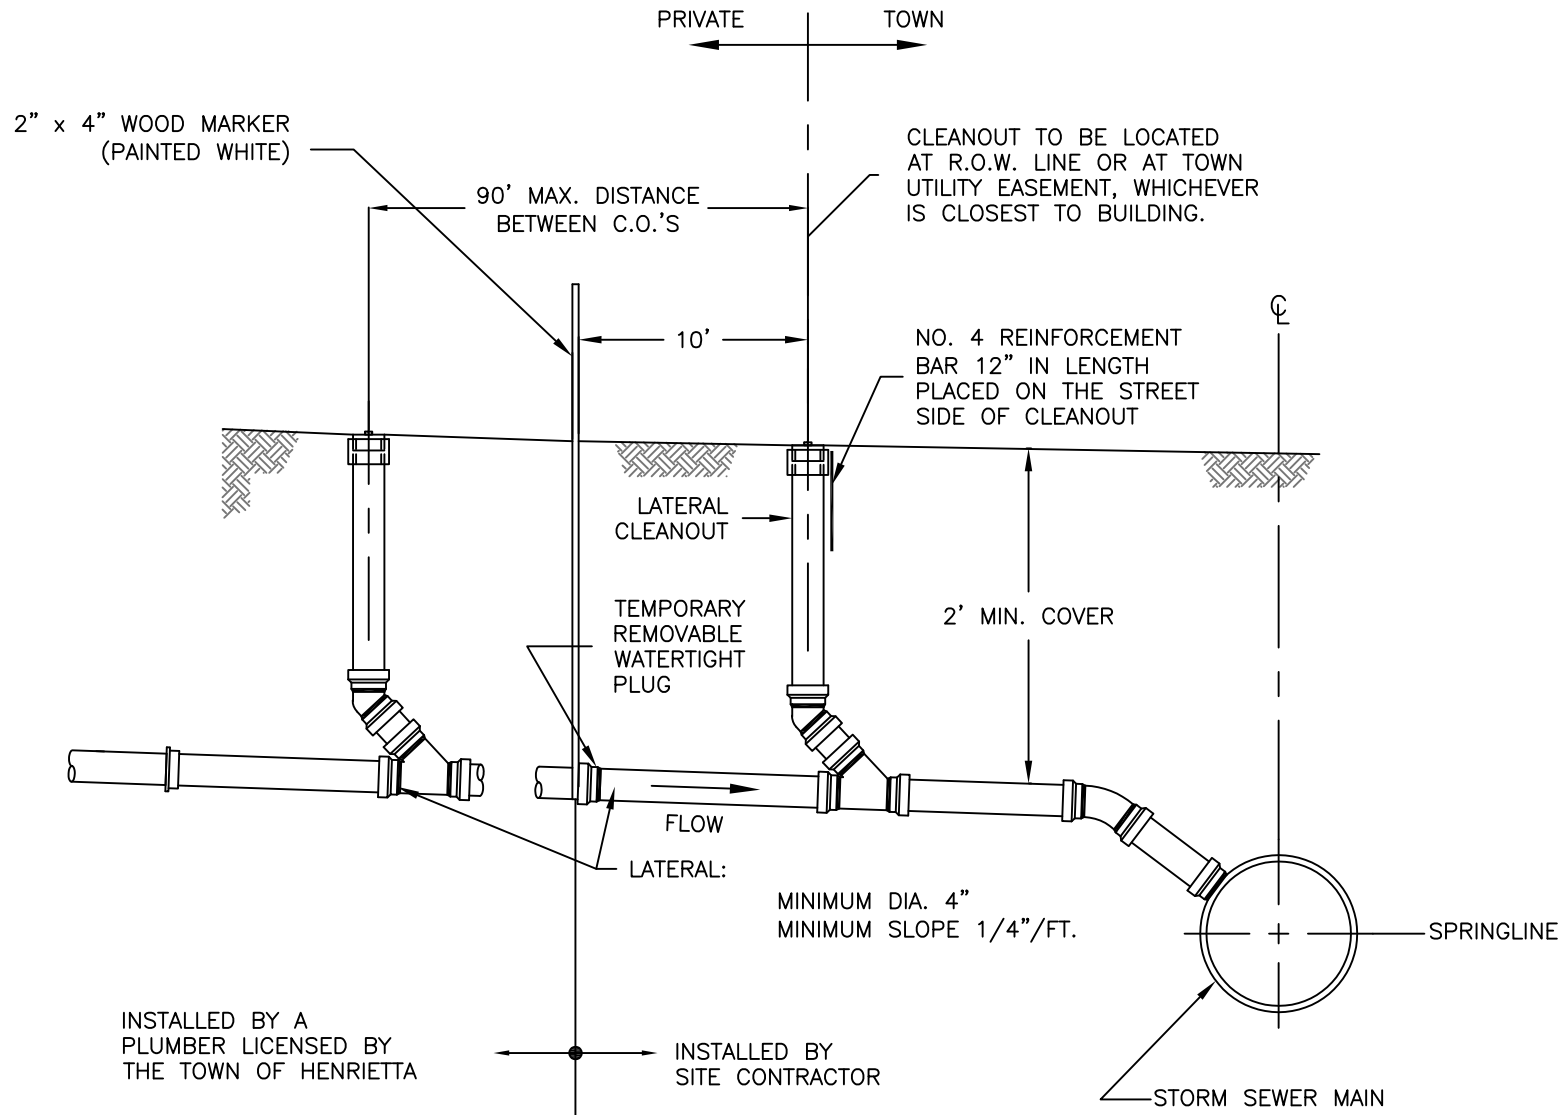 PRIVATE
TOWN
2” x 4” WOOD MARKER
(PAINTED WHITE)
CLEANOUT TO BE LOCATED
AT R.O.W. LINE OR AT TOWN
UTILITY EASEMENT, WHICHEVER
IS CLOSEST TO BUILDING.
90’ MAX. DISTANCE
BETWEEN C.O.’S
10’
NO. 4 REINFORCEMENT
BAR 12” IN LENGTH
PLACED ON THE STREET
SIDE OF CLEANOUT
℄
LATERAL
CLEANOUT
TEMPORARY
REMOVABLE
WATERTIGHT
PLUG
2’ MIN. COVER
FLOW
LATERAL:
MINIMUM DIA. 4”
MINIMUM SLOPE 1/4”/FT.
SPRINGLINE
INSTALLED BY A
PLUMBER LICENSED BY
THE TOWN OF HENRIETTA
INSTALLED BY
SITE CONTRACTOR
STORM SEWER MAIN